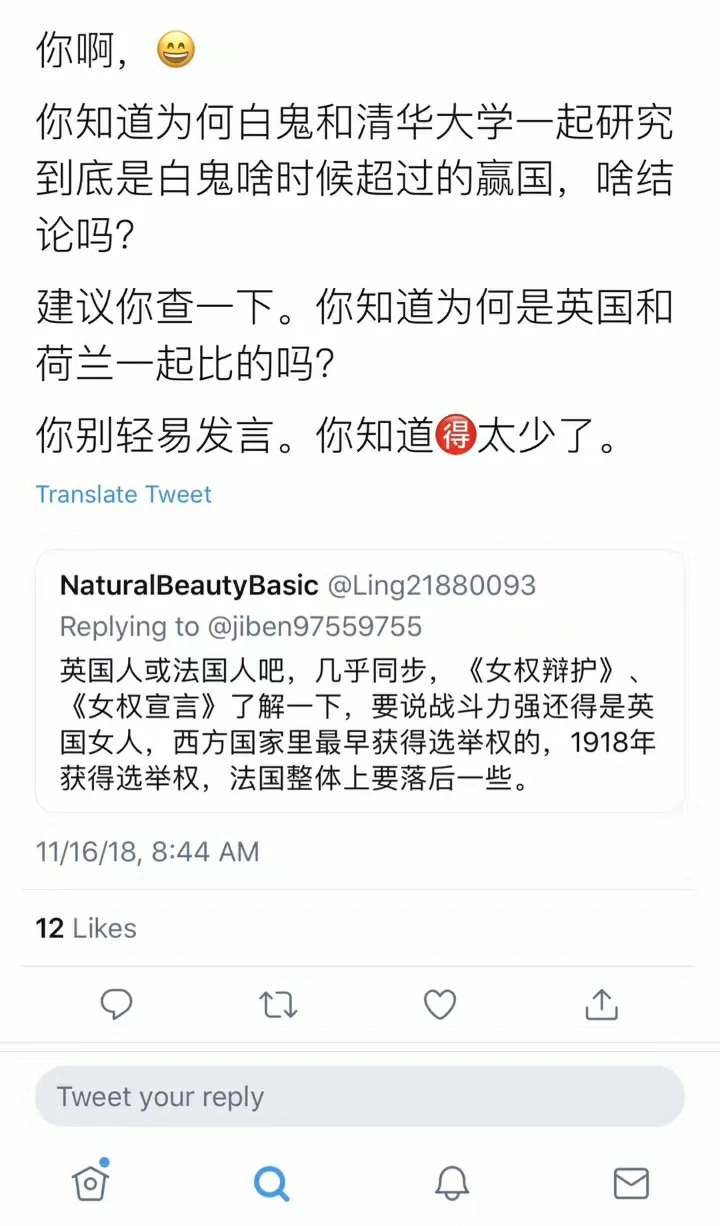 你啊，😄
你知道为何白鬼和清华大学一起研究
到底是白鬼啥时候超过的赢国，啥结
论吗？
建议你查一下。你知道为何是英国和
荷兰一起比的吗？
你别轻易发言。你知道🉐太少了。
Translate Tweet
NaturalBeautyBasic @Ling21880093
Replying to @jiben97559755
英国人或法国人吧，几乎同步，《女权辩护》、
《女权宣言》了解一下，要说战斗力强还得是英
国女人，西方国家里最早获得选举权的，1918年
获得选举权，法国整体上要落后一些。
11/16/18, 8:44 AM
12 Likes
Tweet your reply